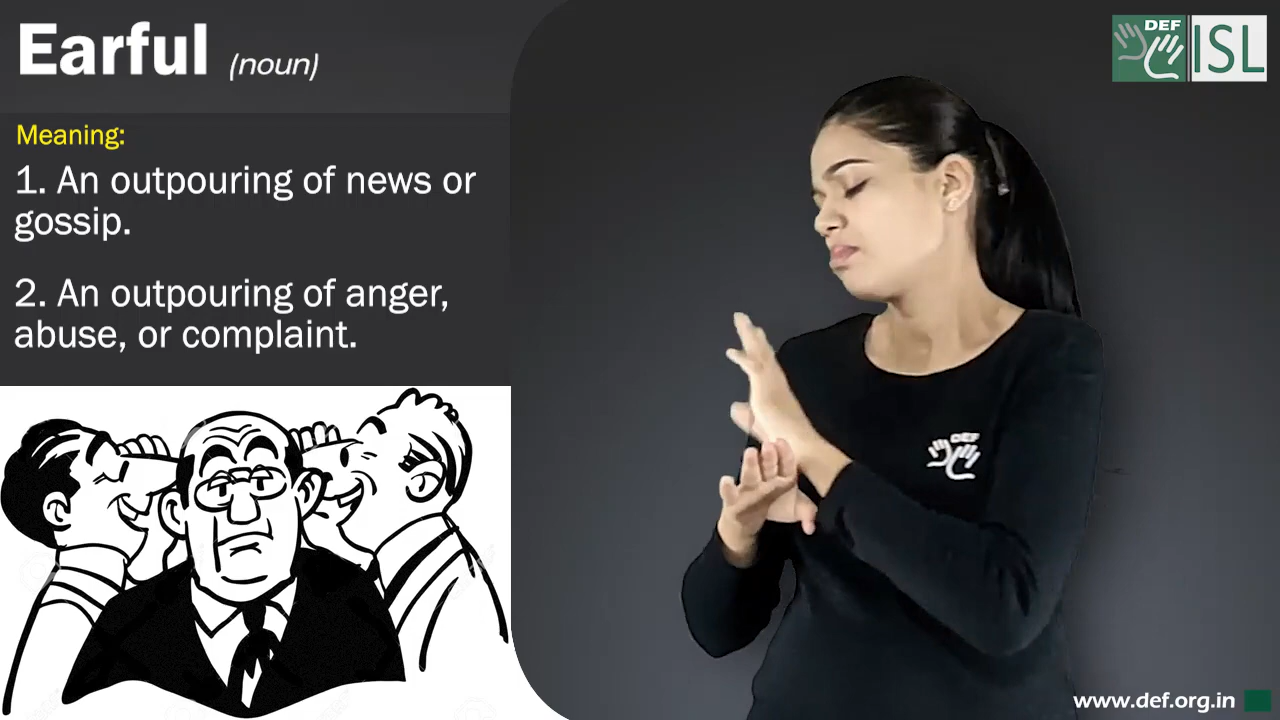 Earful (noun)
Meaning:
1. An outpouring of news or
gossip.
2. An outpouring of anger,
abuse, or complaint.
DEF
ISL
DEF
www.def.org.in